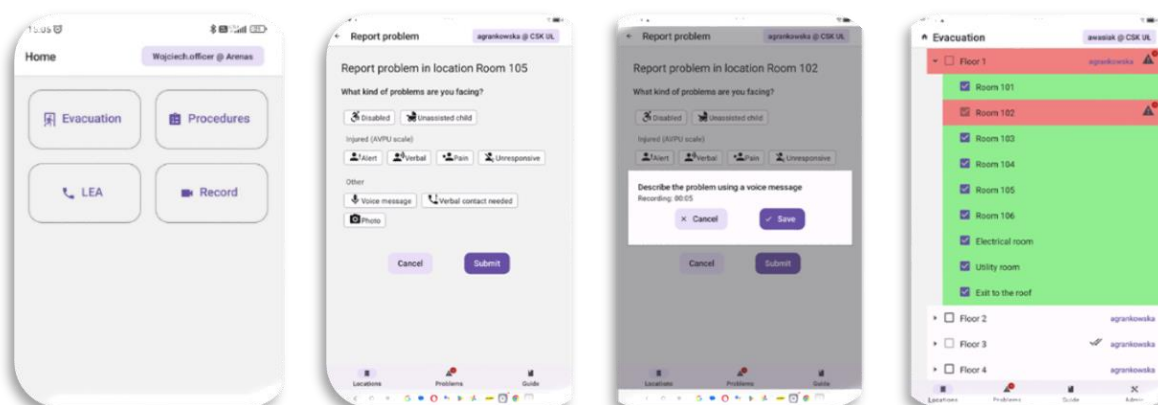 15:05
Home
Wojciech.officer @ Arenas
Evacuation
Procedures
LEA
Record
Report problem
agrankowska @ CSK UŁ
Report problem in location Room 105
What kind of problems are you facing?
Disabled
Unassisted child
Injured (AVPU scale)
Alert
Verbal
Pain
Unresponsive
Other
Voice message
Verbal contact needed
Photo
Cancel
Submit
Locations
Problems
Guide
Report problem
agrankowska @ CSK UŁ
Report problem in location Room 102
What kind of problems are you facing?
Disabled
Unassisted child
Injured (AVPU scale)
Alert
Verbal
Pain
Unresponsive
Describe the problem using a voice message
Recording: 00:05
Cancel
Save
Cancel
Submit
Locations
Problems
Guide
Evacuation
awasiak @ CSK UŁ
Floor 1
agrankowska
Room 101
Room 102
Room 103
Room 104
Room 105
Room 106
Electrical room
Utility room
Exit to the roof
Floor 2
agrankowska
Floor 3
agrankowska
Floor 4
agrankowska
Locations
Problems
Guide
Admin